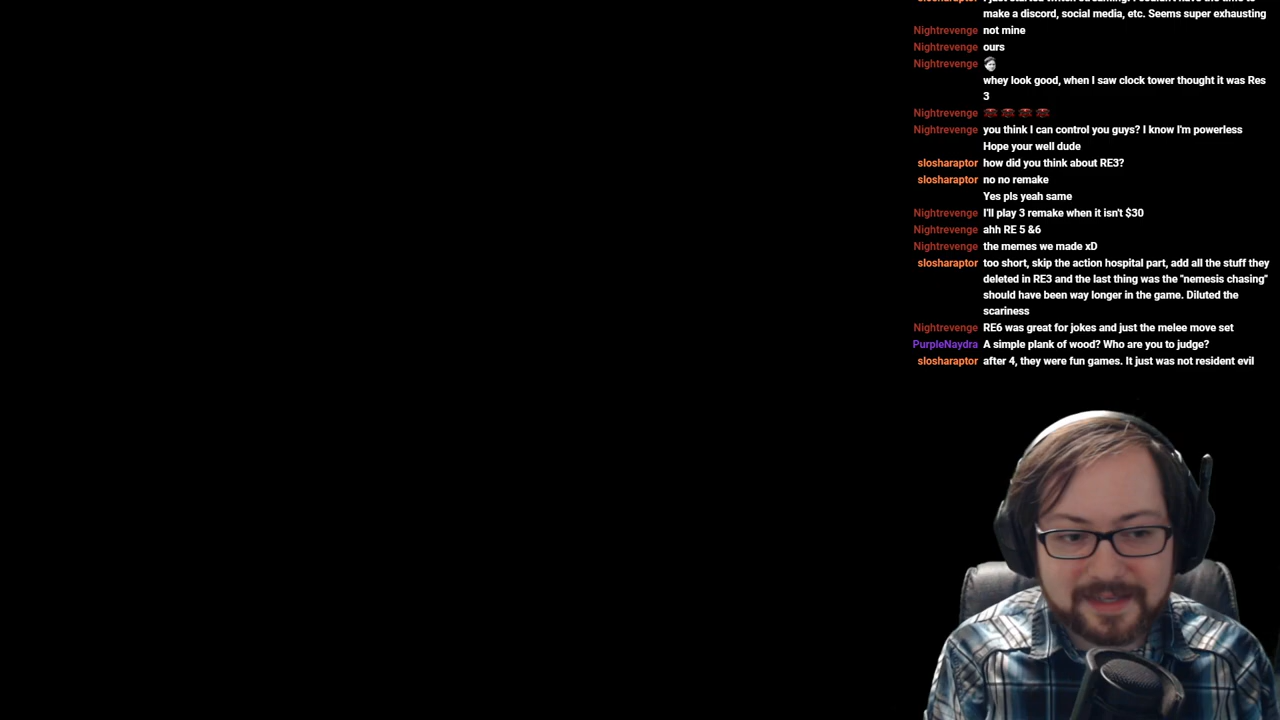 make a discord, social media, etc. Seems super exhausting
Nightrevenge not mine
Nightrevenge ours
Nightrevenge
whey look good, when I saw clock tower thought it was Res
3
Nightrevenge
Nightrevenge you think I can control you guys? I know I'm powerless
Hope your well dude
slosharaptor how did you think about RE3?
slosharaptor no no remake
Yes pls yeah same
Nightrevenge I'll play 3 remake when it isn't $30
Nightrevenge ahh RE 5 &6
Nightrevenge the memes we made xD
slosharaptor too short, skip the action hospital part, add all the stuff they
deleted in RE3 and the last thing was the "nemesis chasing"
should have been way longer in the game. Diluted the
scariness
Nightrevenge RE6 was great for jokes and just the melee move set
PurpleNaydra A simple plank of wood? Who are you to judge?
slosharaptor after 4, they were fun games. It just was not resident evil